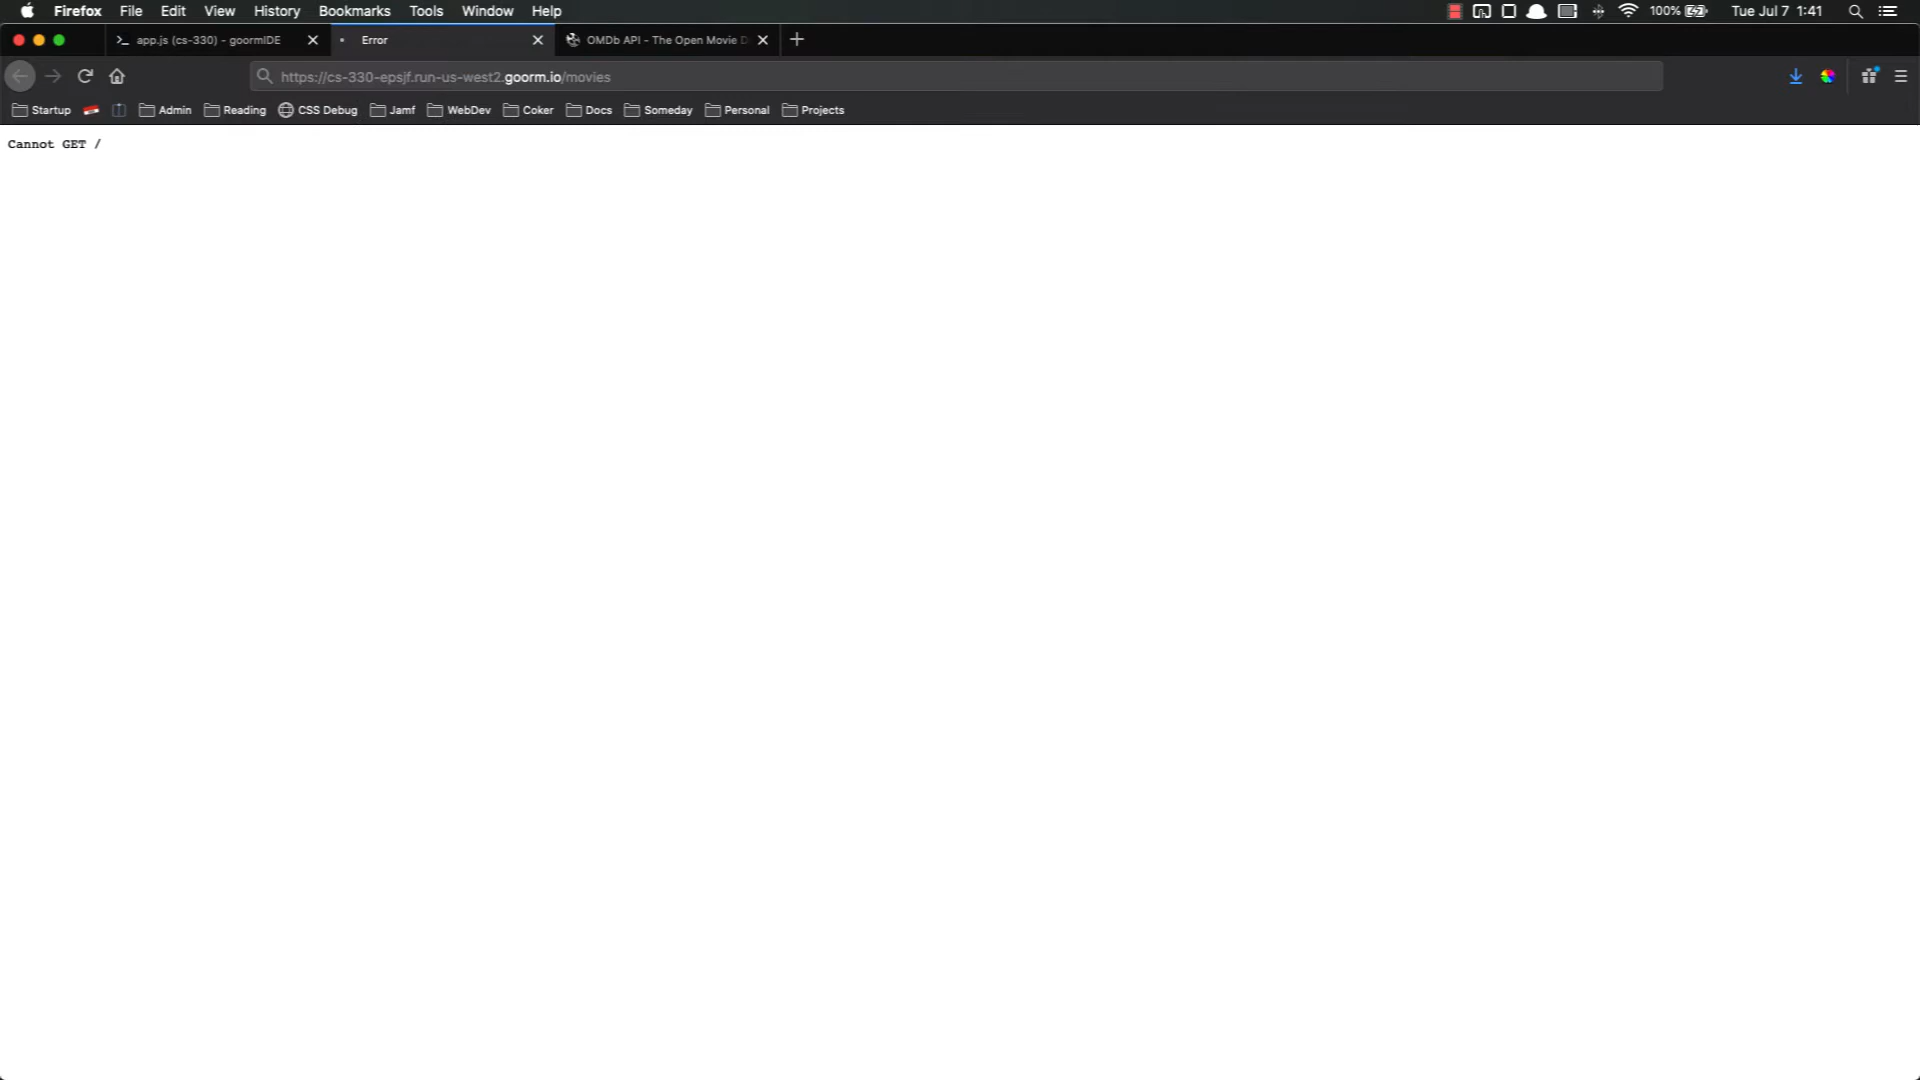 Firefox File Edit View History Bookmarks Tools Window Help 100% Tue Jul 7 1:41
app.js (cs-330) - goormIDE Error OMDb API - The Open Movie D
https://cs-330-epsjf.run-us-west2.goorm.io/movies
Startup Admin Reading CSS Debug Jamf WebDev Coker Docs Someday Personal Projects
Cannot GET /